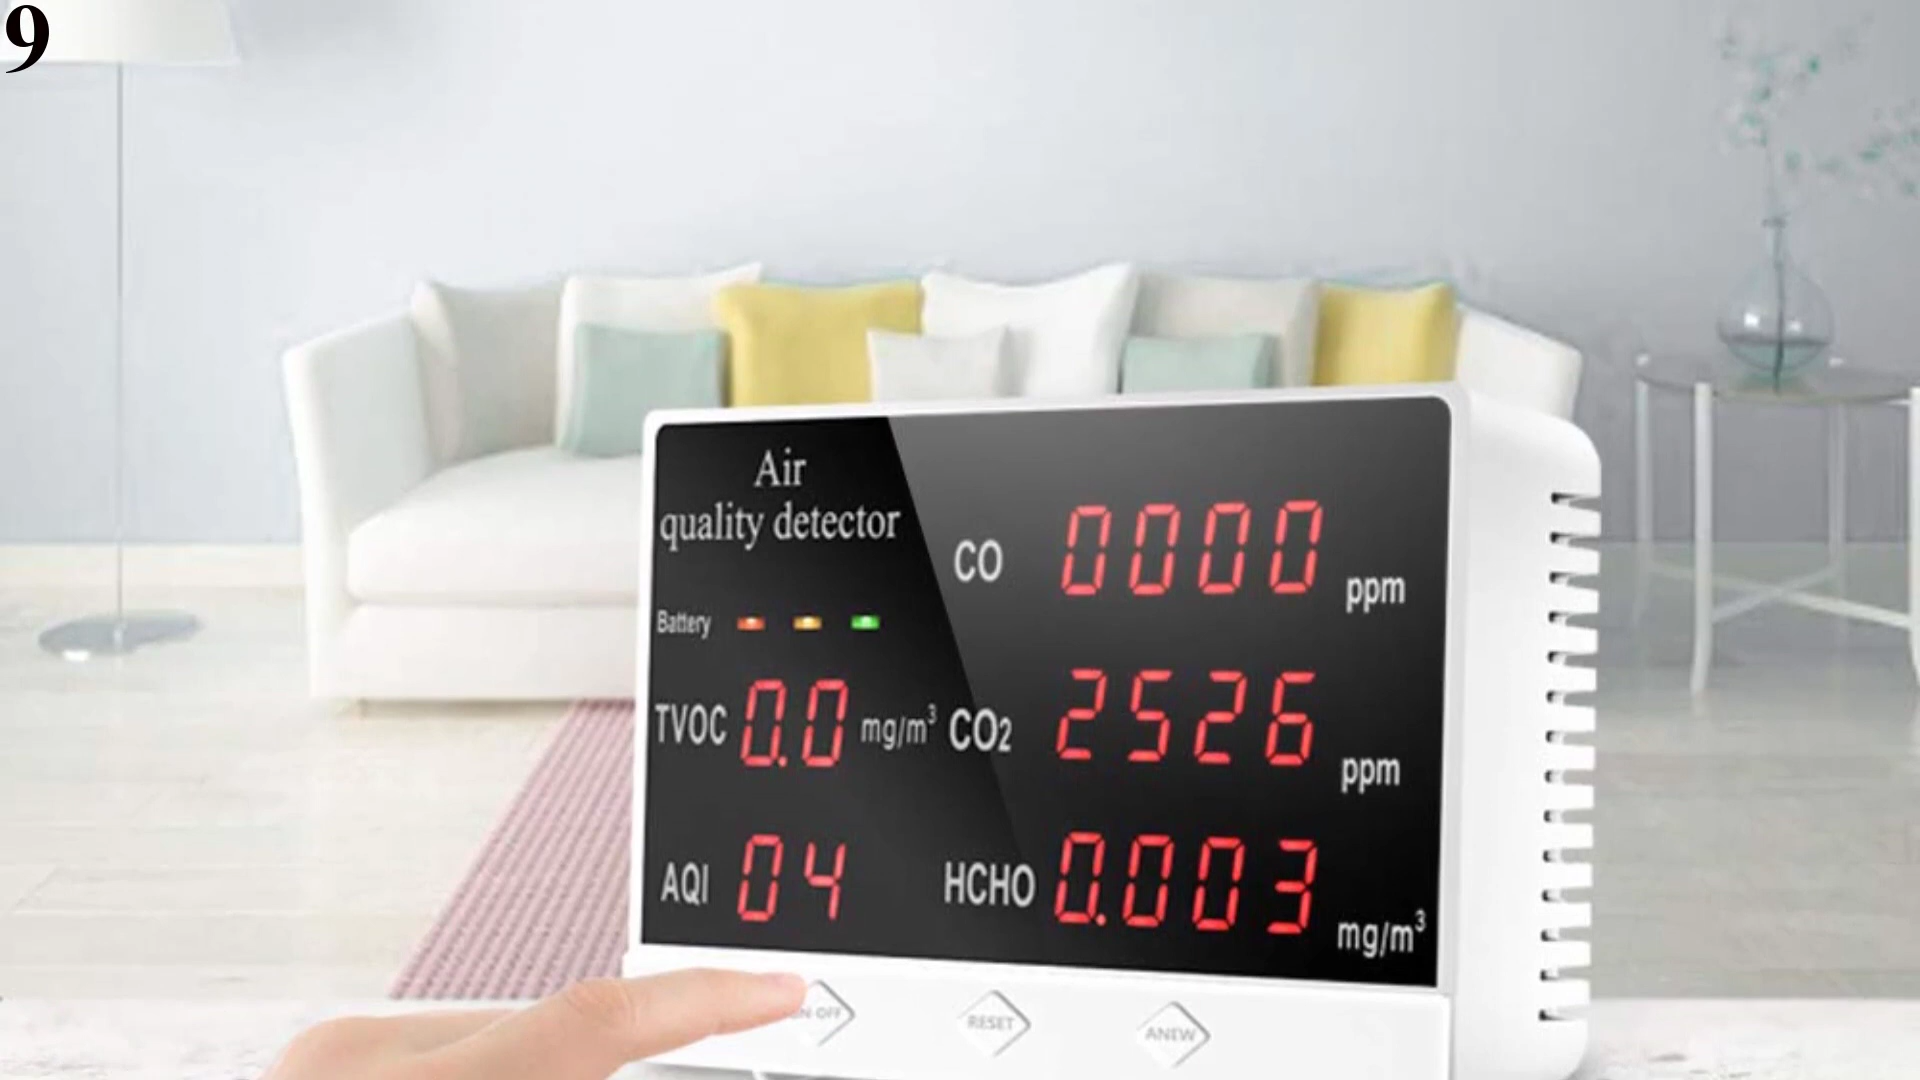 9
Air
quality detector
Battery
CO 0000 ppm
TVOC 0.0 mg/m³
CO2 2526 ppm
AQI 04
HCHO 0.003 mg/m³
RESET
ANEW